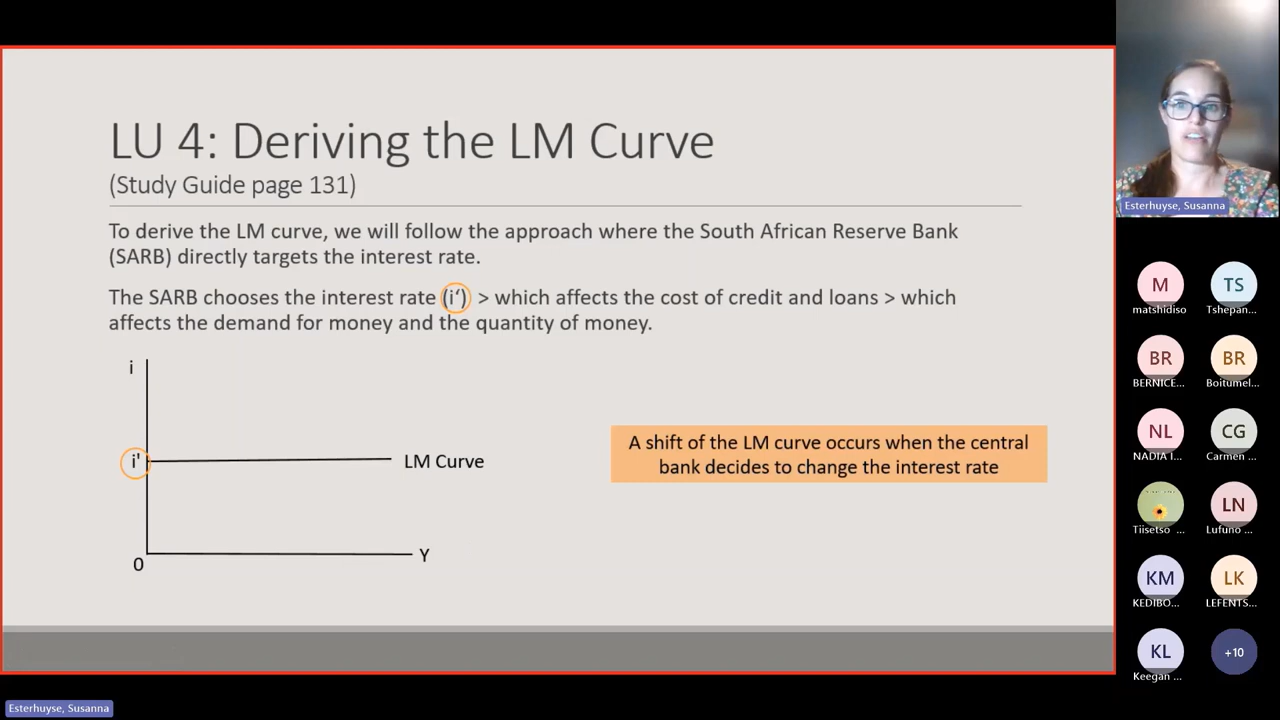 LU 4: Deriving the LM Curve
(Study Guide page 131)
To derive the LM curve, we will follow the approach where the South African Reserve Bank
(SARB) directly targets the interest rate.
The SARB chooses the interest rate (i‘) > which affects the cost of credit and loans > which
affects the demand for money and the quantity of money.
i
i'
LM Curve
0
Y
A shift of the LM curve occurs when the central
bank decides to change the interest rate
Esterhuyse, Susanna
M
matshidiso
TS
Tshepan...
BR
BERNICE...
BR
Boitumel...
NL
NADIA I...
CG
Carmen ...
Tiisetso ...
LN
Lufuno ...
KM
KEDIBO...
LK
LEFENTS...
KL
Keegan ...
+10
Esterhuyse, Susanna